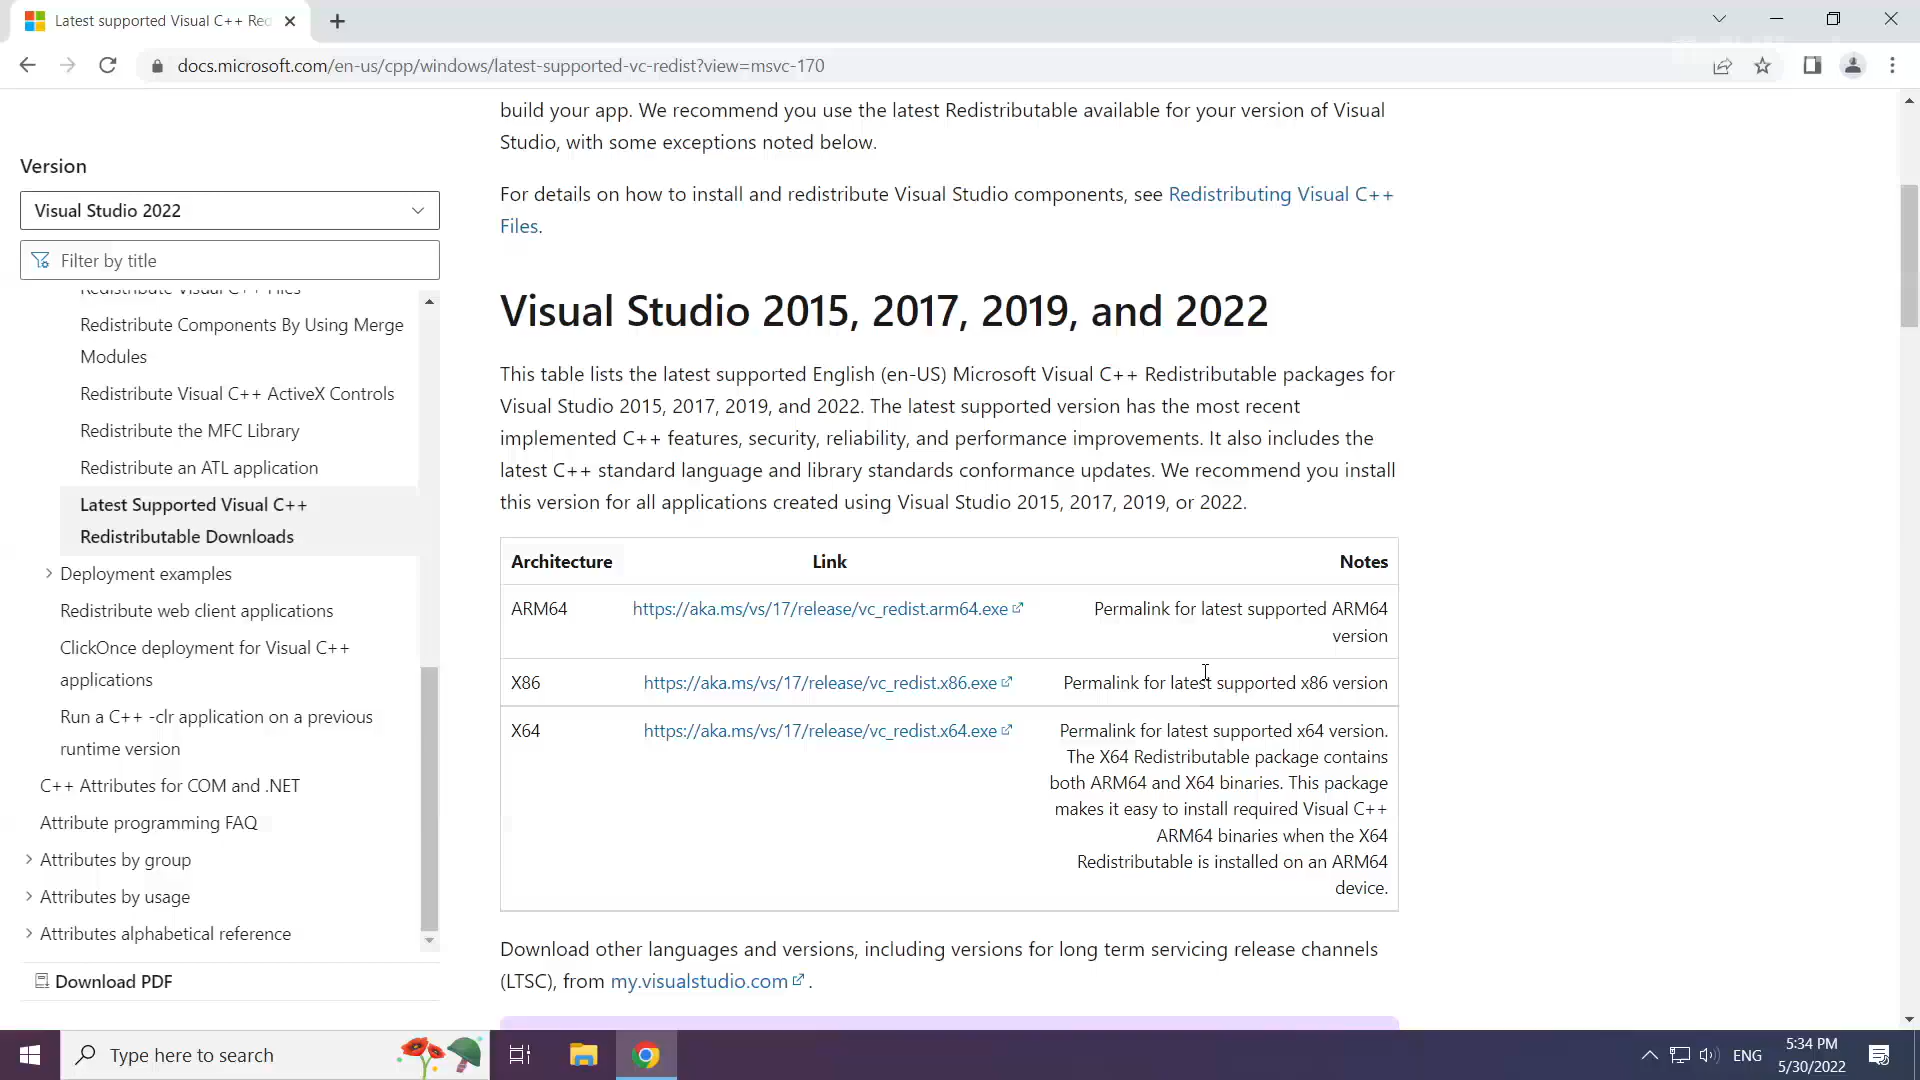 Latest supported Visual C++ Red
docs.microsoft.com/en-us/cpp/windows/latest-supported-vc-redist?view=msvc-170
Version
Visual Studio 2022
Filter by title
Redistribute Visual C++ Files
Redistribute Components By Using Merge
Modules
Redistribute Visual C++ ActiveX Controls
Redistribute the MFC Library
Redistribute an ATL application
Latest Supported Visual C++
Redistributable Downloads
Deployment examples
Redistribute web client applications
ClickOnce deployment for Visual C++
applications
Run a C++ -clr application on a previous
runtime version
C++ Attributes for COM and .NET
Attribute programming FAQ
Attributes by group
Attributes by usage
Attributes alphabetical reference
Download PDF
build your app. We recommend you use the latest Redistributable available for your version of Visual
Studio, with some exceptions noted below.
For details on how to install and redistribute Visual Studio components, see Redistributing Visual C++
Files.
Visual Studio 2015, 2017, 2019, and 2022
This table lists the latest supported English (en-US) Microsoft Visual C++ Redistributable packages for
Visual Studio 2015, 2017, 2019, and 2022. The latest supported version has the most recent
implemented C++ features, security, reliability, and performance improvements. It also includes the
latest C++ standard language and library standards conformance updates. We recommend you install
this version for all applications created using Visual Studio 2015, 2017, 2019, or 2022.
Architecture Link Notes
ARM64 https://aka.ms/vs/17/release/vc_redist.arm64.exe Permalink for latest supported ARM64
version
X86 https://aka.ms/vs/17/release/vc_redist.x86.exe Permalink for latest supported x86 version
X64 https://aka.ms/vs/17/release/vc_redist.x64.exe Permalink for latest supported x64 version.
The X64 Redistributable package contains
both ARM64 and X64 binaries. This package
makes it easy to install required Visual C++
ARM64 binaries when the X64
Redistributable is installed on an ARM64
device.
Download other languages and versions, including versions for long term servicing release channels
(LTSC), from my.visualstudio.com .
Type here to search
ENG
5:34 PM
5/30/2022